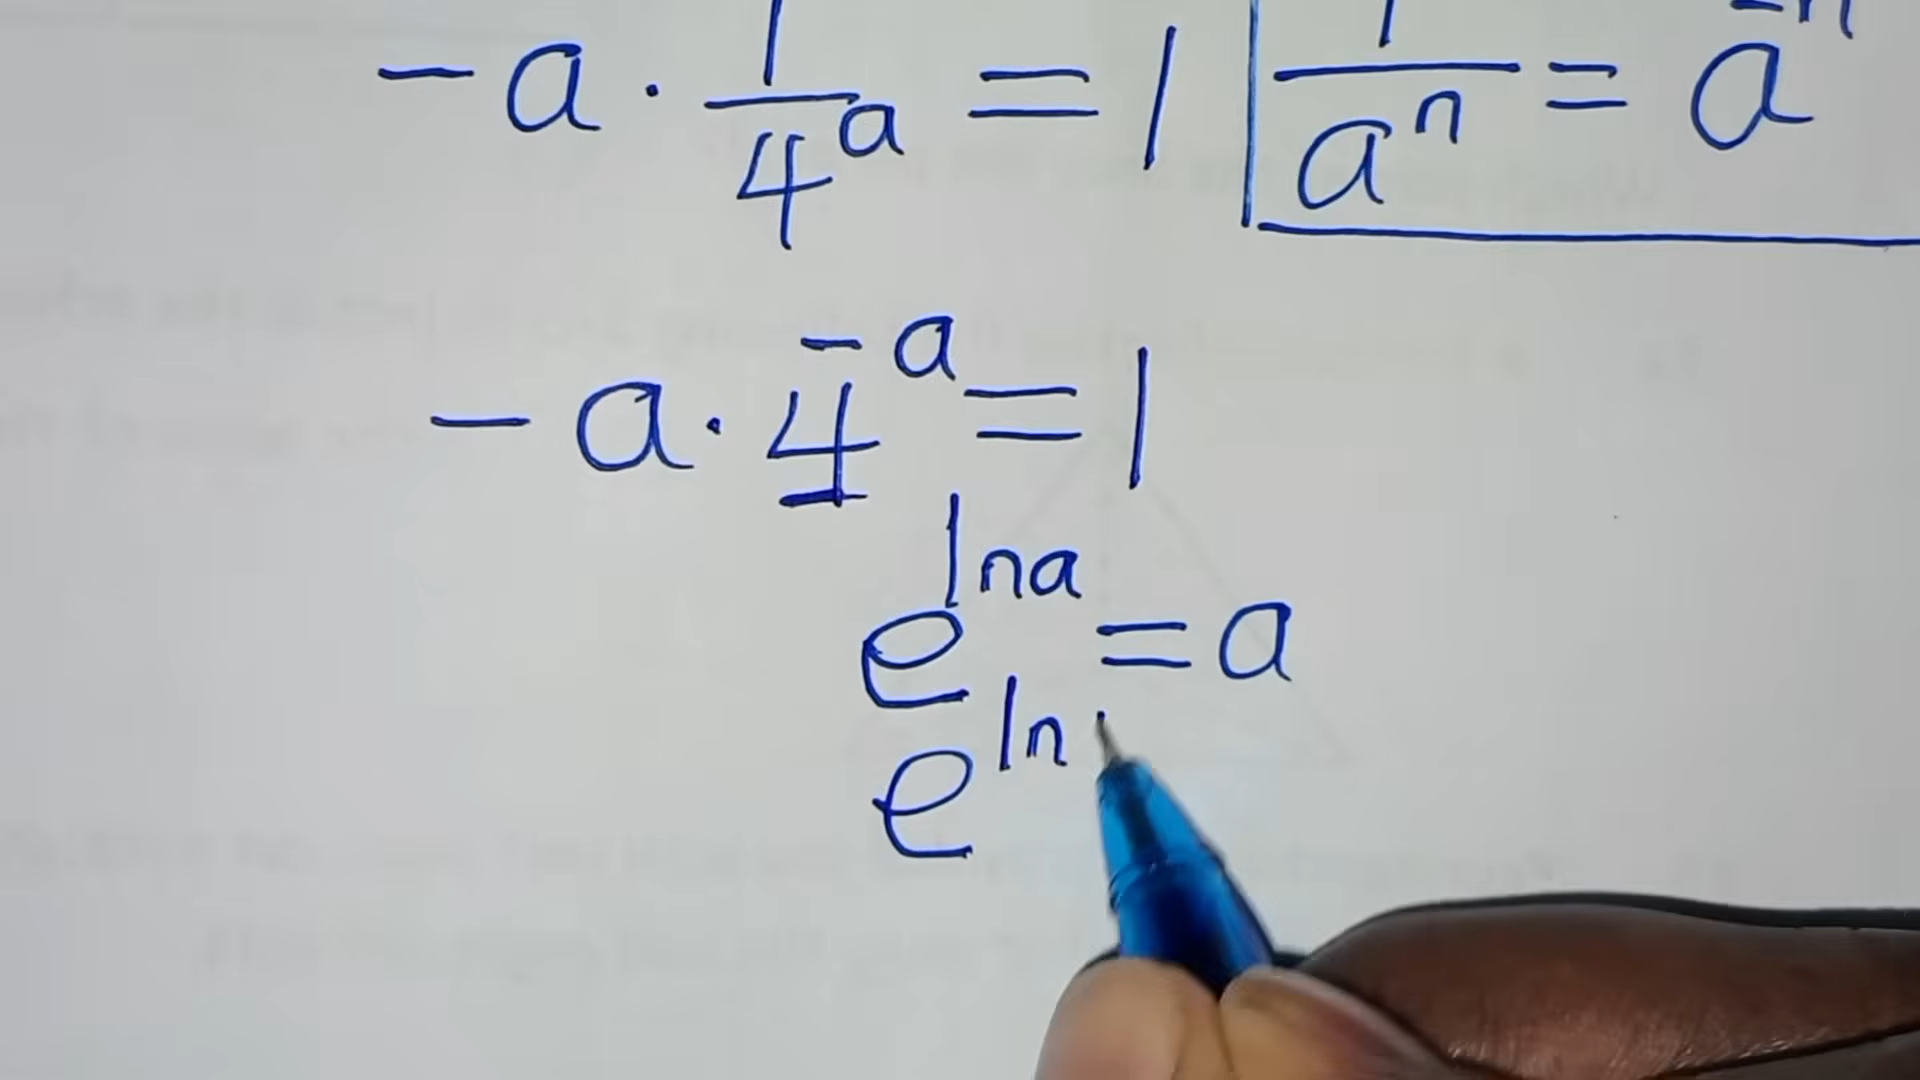 -a · 1/4^a = 1
1/a^n = a^-n
-a · 4^-a = 1
e^ln a = a
e^ln